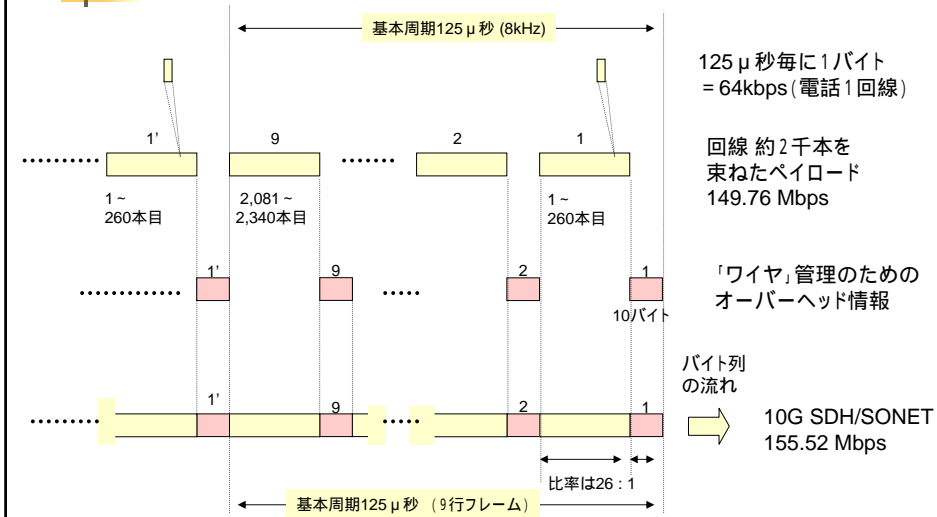 基本周期125μ秒 (8kHz)
125μ秒毎に1バイト
= 64kbps(電話1回線)
1'
9
2
1
回線 約2千本を
束ねたペイロード
149.76 Mbps
1 ~
260本目
2,081 ~
2,340本目
1 ~
260本目
1'
9
2
1
10バイト
「ワイヤ」管理のための
オーバーヘッド情報
バイト列
の流れ
1'
9
2
1
10G SDH/SONET
155.52 Mbps
比率は26 : 1
基本周期125μ秒 (9行フレーム)